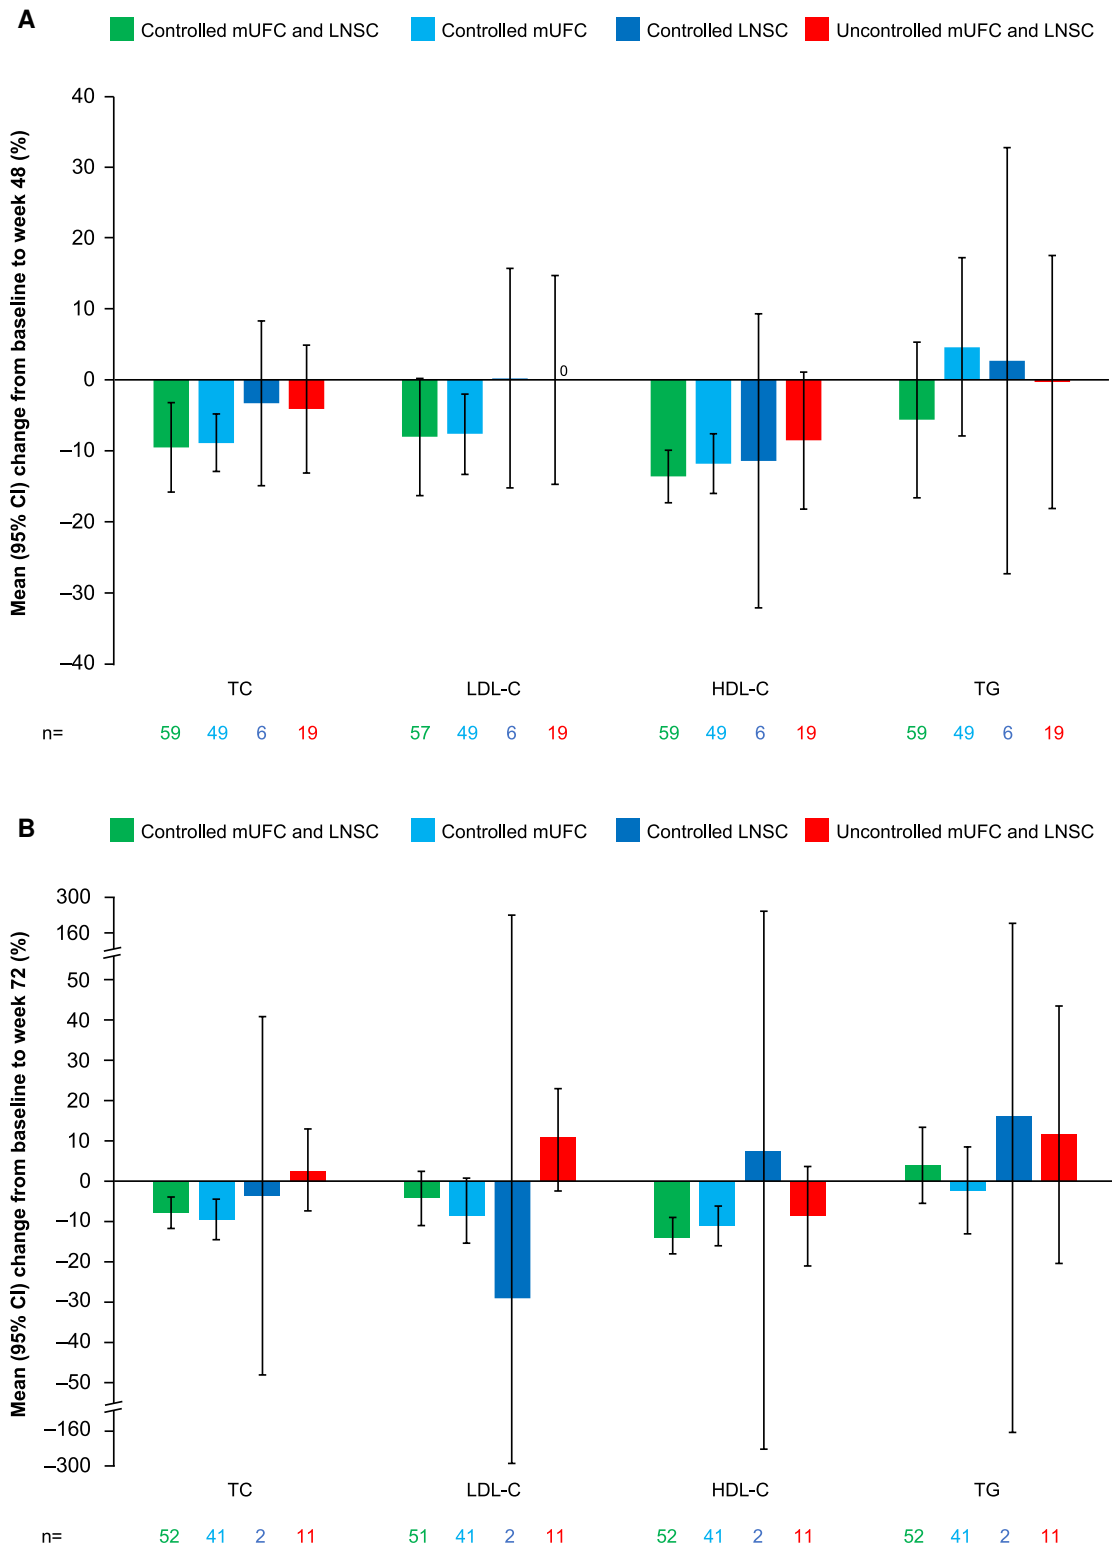 A
Controlled mUFC and LNSC Controlled mUFC Controlled LNSC Uncontrolled mUFC and LNSC
Mean (95% CI) change from baseline to week 48 (%)
40
30
20
10
0
–10
–20
–30
–40
0
TC LDL-C HDL-C TG
n= 59 49 6 19 57 49 6 19 59 49 6 19 59 49 6 19
B
Controlled mUFC and LNSC Controlled mUFC Controlled LNSC Uncontrolled mUFC and LNSC
Mean (95% CI) change from baseline to week 72 (%)
300
160
50
40
30
20
10
0
–10
–20
–30
–40
–50
–160
–300
TC LDL-C HDL-C TG
n= 52 41 2 11 51 41 2 11 52 41 2 11 52 41 2 11